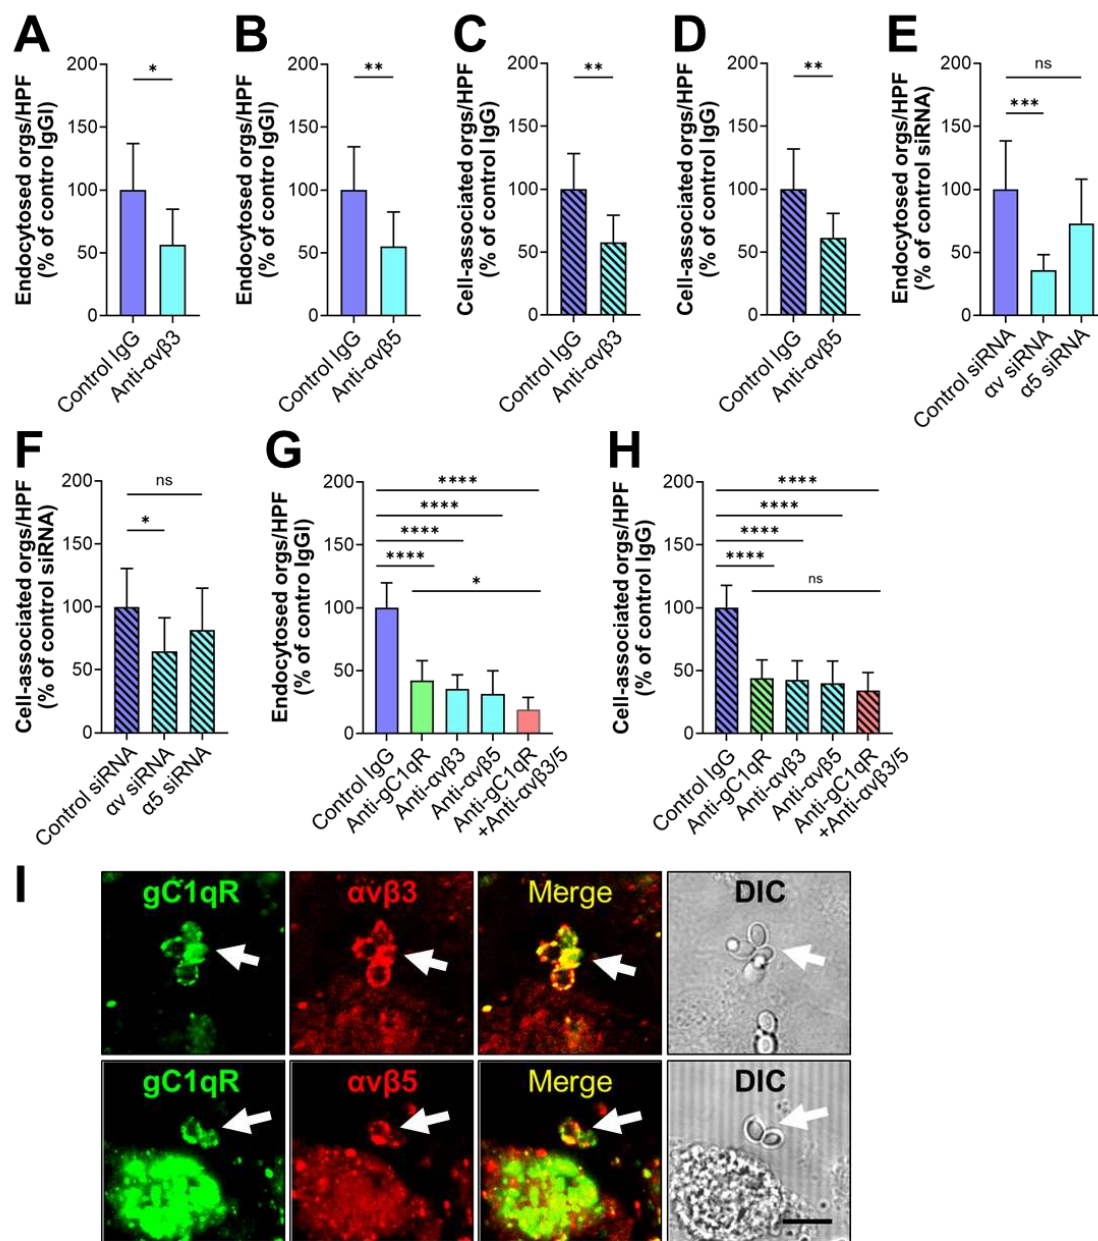 A
Endocytosed orgs/HPF
(% of control IgGl)
200
150
100
50
0
*
Control IgG
Anti-αvβ3
B
Endocytosed orgs/HPF
(% of control IgGl)
200
150
100
50
0
**
Control IgG
Anti-αvβ5
C
Cell-associated orgs/HPF
(% of control IgG)
200
150
100
50
0
**
Control IgG
Anti-αvβ3
D
Cell-associated orgs/HPF
(% of control IgG)
200
150
100
50
0
**
Control IgG
Anti-αvβ5
E
Endocytosed orgs/HPF
(% of control siRNA)
200
150
100
50
0
ns
***
Control siRNA
αv siRNA
α5 siRNA
F
Cell-associated orgs/HPF
(% of control siRNA)
200
150
100
50
0
ns
*
Control siRNA
αv siRNA
α5 siRNA
G
Endocytosed orgs/HPF
(% of contro IgGl)
200
150
100
50
0
****
****
****
****
*
Control IgG
Anti-gC1qR
Anti-αvβ3
Anti-αvβ5
Anti-gC1qR
+Anti-αvβ3/5
H
Cell-associated orgs/HPF
(% of control IgG)
200
150
100
50
0
****
****
****
****
ns
Control IgG
Anti-gC1qR
Anti-αvβ3
Anti-αvβ5
Anti-gC1qR
+Anti-αvβ3/5
I
gC1qR
αvβ3
Merge
DIC
gC1qR
αvβ5
Merge
DIC